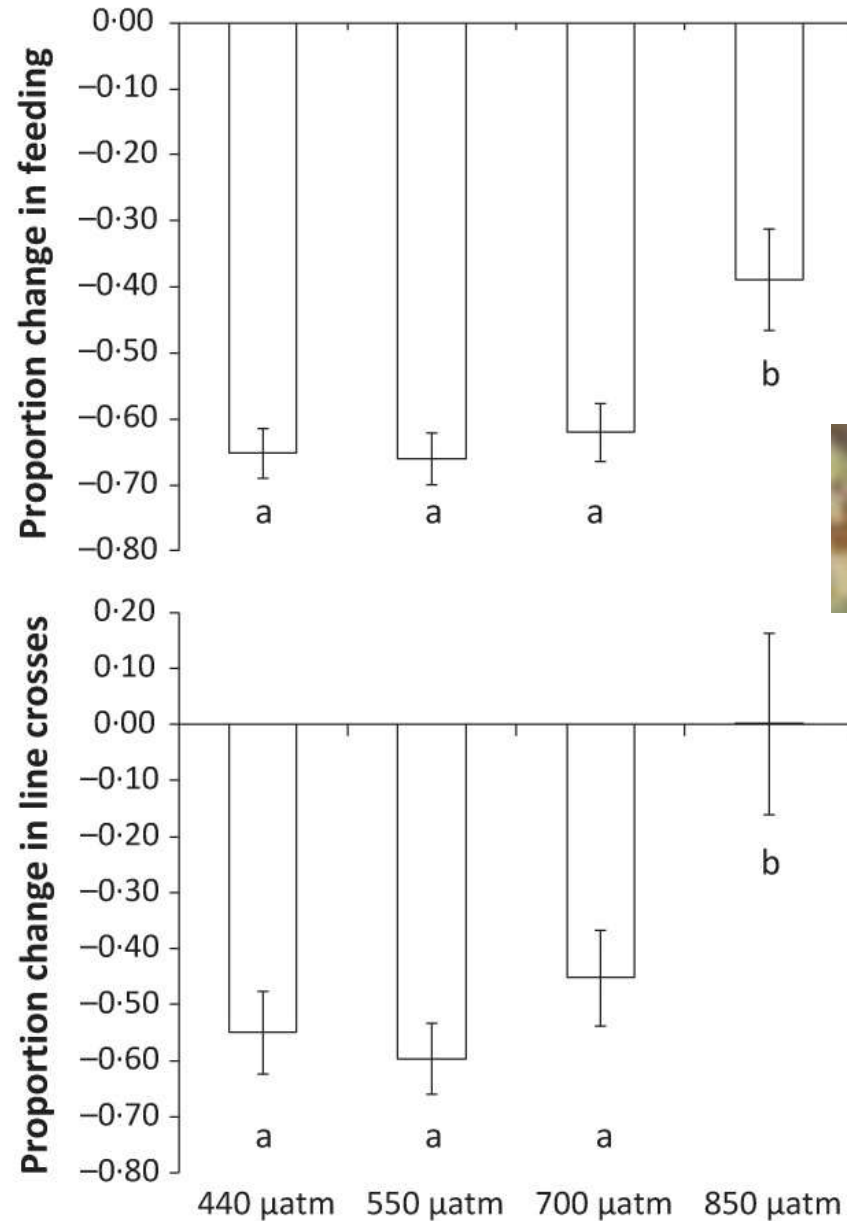 Proportion change in feeding
0·00
−0·10
−0·20
−0·30
−0·40
−0·50
−0·60
−0·70
−0·80
a
a
a
b
Proportion change in line crosses
0·20
0·10
0·00
−0·10
−0·20
−0·30
−0·40
−0·50
−0·60
−0·70
−0·80
a
a
a
b
440 µatm 550 µatm 700 µatm 850 µatm